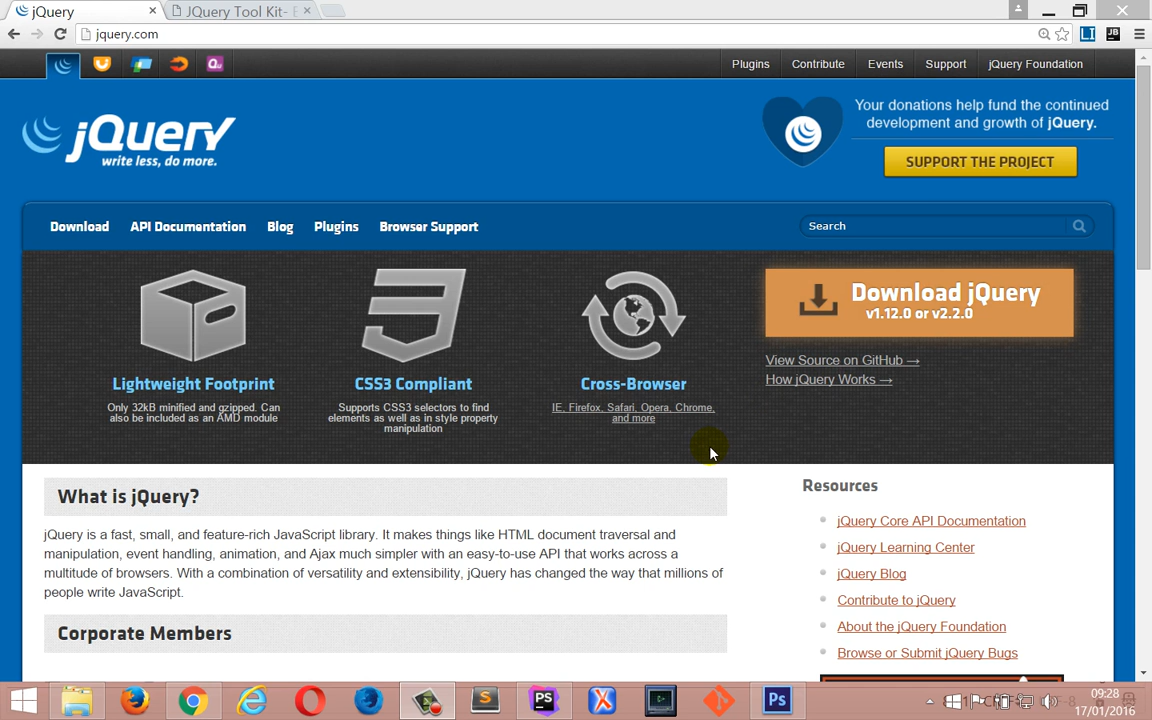 jQuery
JQuery Tool Kit- E
jquery.com
Plugins
Contribute
Events
Support
jQuery Foundation
jQuery
write less, do more.
Your donations help fund the continued
development and growth of jQuery.
SUPPORT THE PROJECT
Download
API Documentation
Blog
Plugins
Browser Support
Search
Lightweight Footprint
Only 32kB minified and gzipped. Can
also be included as an AMD module
CSS3 Compliant
Supports CSS3 selectors to find
elements as well as in style property
manipulation
Cross-Browser
IE, Firefox, Safari, Opera, Chrome,
and more
Download jQuery
v1.12.0 or v2.2.0
View Source on GitHub →
How jQuery Works →
What is jQuery?
jQuery is a fast, small, and feature-rich JavaScript library. It makes things like HTML document traversal and
manipulation, event handling, animation, and Ajax much simpler with an easy-to-use API that works across a
multitude of browsers. With a combination of versatility and extensibility, jQuery has changed the way that millions of
people write JavaScript.
Corporate Members
Resources
jQuery Core API Documentation
jQuery Learning Center
jQuery Blog
Contribute to jQuery
About the jQuery Foundation
Browse or Submit jQuery Bugs
09:28
17/01/2016